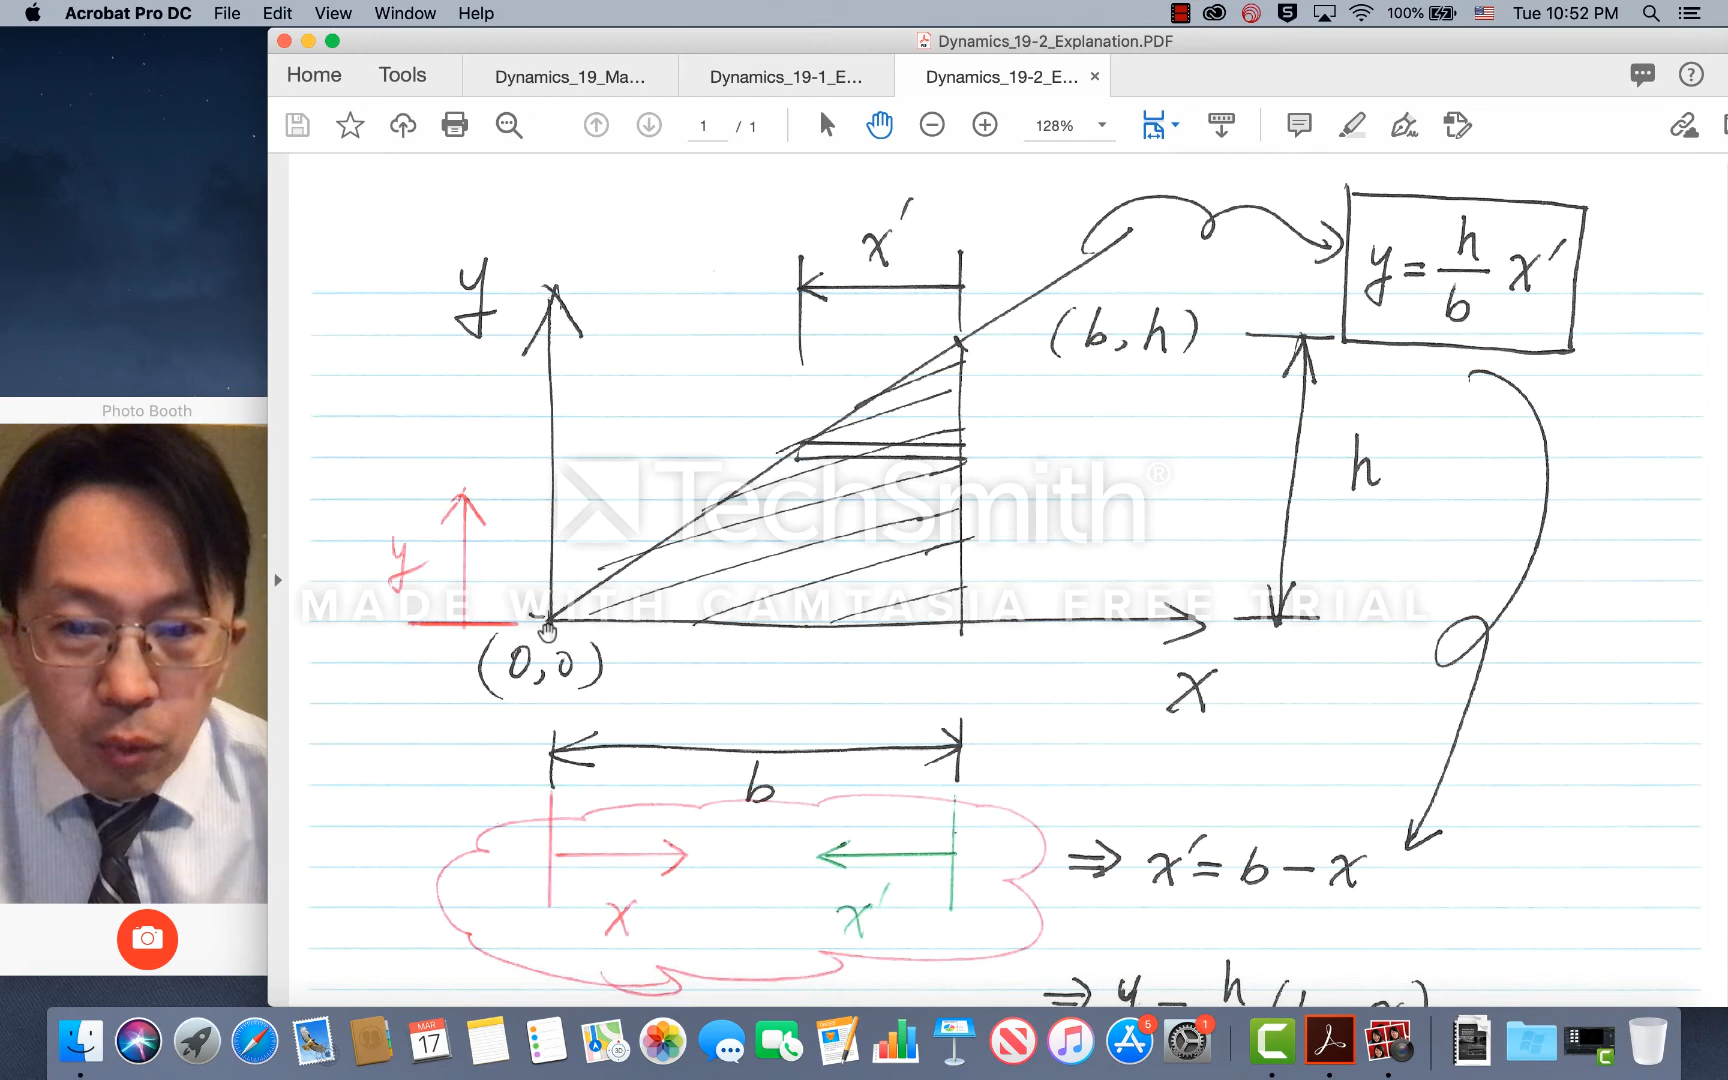 Acrobat Pro DC File Edit View Window Help 100% Tue 10:52 PM
Dynamics_19-2_Explanation.PDF
Home Tools Dynamics_19_Ma... Dynamics_19-1_E... Dynamics_19-2_E... ×
1 / 1 128%
x'
y = h/b x'
y
(b, h)
h
TechSmith®
y
MADE WITH CAMTASIA FREE TRIAL
(0,0)
x
b
x x'
⇒ x' = b - x
⇒ y = h
Photo Booth
MAR
17
5
1